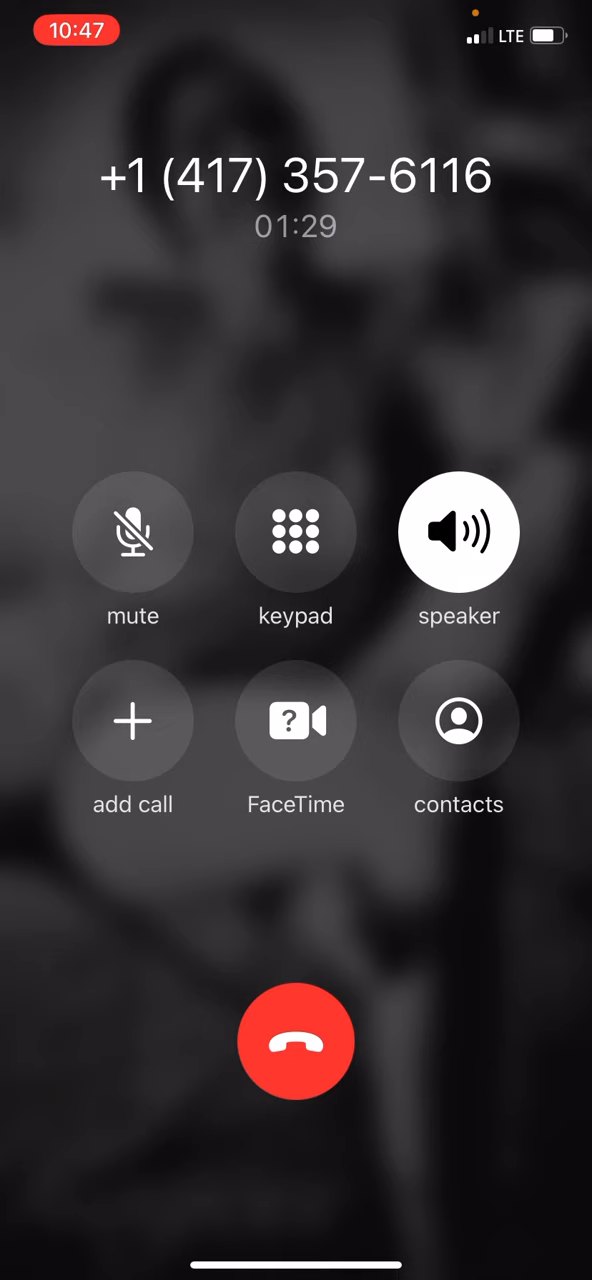 10:47
LTE
+1 (417) 357-6116
01:29
mute
keypad
speaker
?
add call
FaceTime
contacts